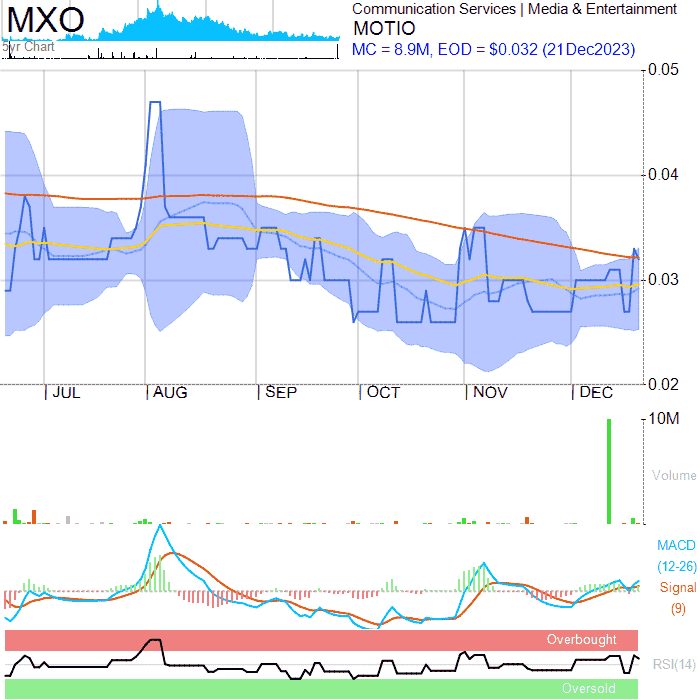 MXO
5yr Chart
Communication Services | Media & Entertainment
MOTIO
MC = 8.9M, EOD = $0.032 (21Dec2023)
0.05
0.04
0.03
0.02
JUL AUG SEP OCT NOV DEC
10M
Volume
MACD
(12-26)
Signal
(9)
Overbought
RSI(14)
Oversold